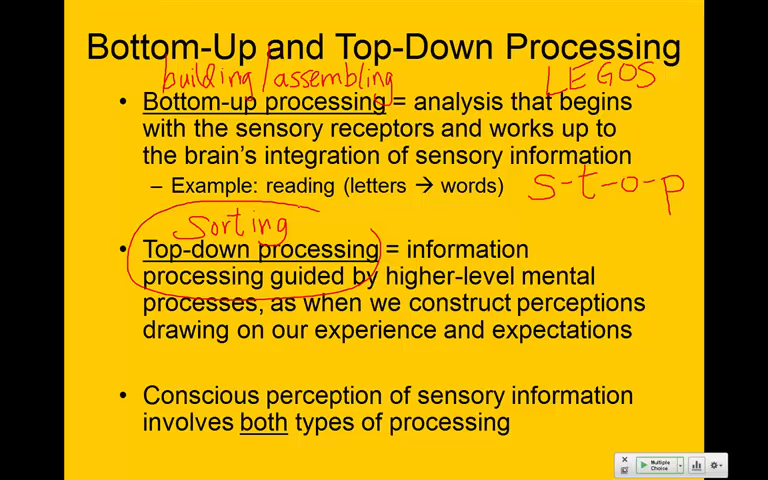 Bottom-Up and Top-Down Processing
building/assembling LEGOS
• Bottom-up processing = analysis that begins
with the sensory receptors and works up to
the brain's integration of sensory information
– Example: reading (letters → words) s-t-o-p
sorting
• Top-down processing = information
processing guided by higher-level mental
processes, as when we construct perceptions
drawing on our experience and expectations
• Conscious perception of sensory information
involves both types of processing
Multiple
Choice